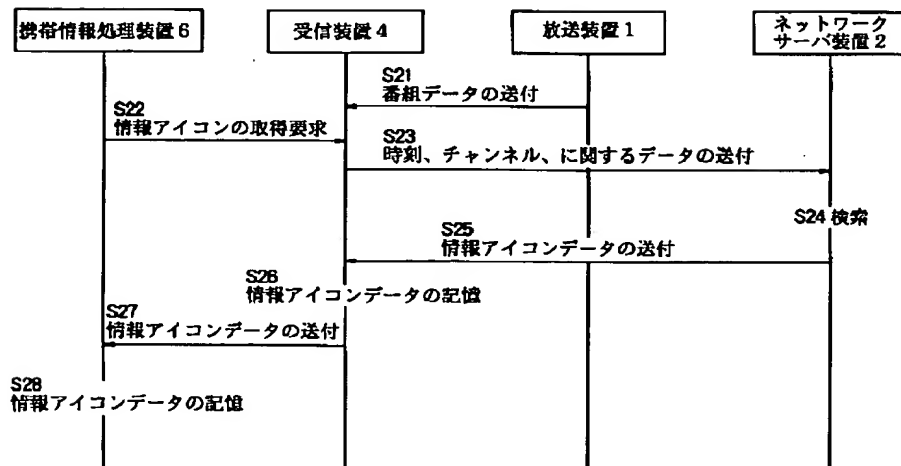 携帯情報処理装置6
受信装置4
放送装置1
ネットワーク
サーバ装置2
S21
番組データの送付
S22
情報アイコンの取得要求
S23
時刻、チャンネル、に関するデータの送付
S24 検索
S25
情報アイコンデータの送付
S26
情報アイコンデータの記憶
S27
情報アイコンデータの送付
S28
情報アイコンデータの記憶